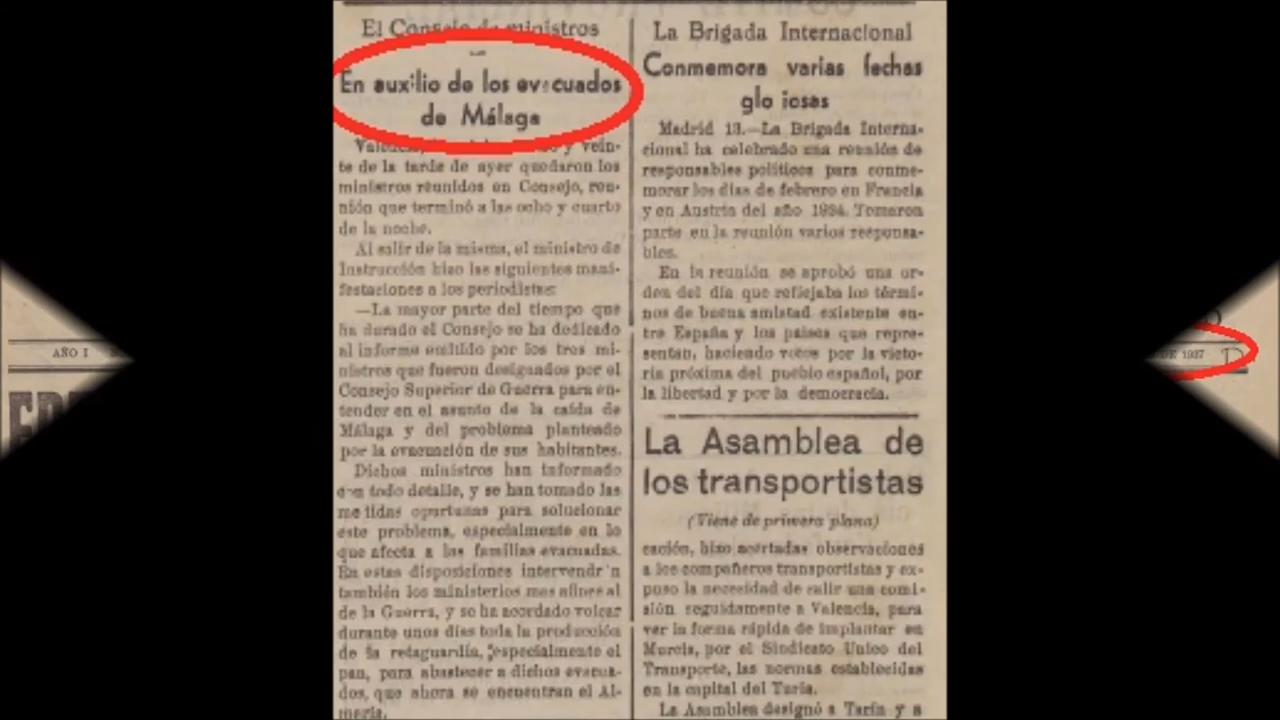 El Consejo de ministros
En auxilio de los evacuados
de Málaga
y vein-
te de la tarde de ayer quedaron los
ministros reunidos en Consejo, reu-
nión que terminó a las ocho y cuarto
de la noche.
Al salir de la misma, el ministro de
Instrucción hizo las siguientes mani-
festaciones a los periodistas:
—La mayor parte del tiempo que
ha durado el Consejo se ha dedicado
al informe emitido por los tres mi-
nistros que fueron designados por el
Consejo Superior de Guerra para en-
tender en el asunto de la caída de
Málaga y del problema planteado
por la evacuación de sus habitantes.
Dichos ministros han informado
con todo detalle, y se han tomado las
me idas oportunas para solucionar
este problema, especialmente en lo
que afecta a las familias evacuadas.
En estas disposiciones intervendr n
también los ministerios mas afines al
de la Guerra, y se ha acordado volcar
durante unos días toda la producción
de la retaguardia, especialmente el
pan, para abastecer a dichos evacua-
dos, que ahora se encuentran el Al-
mería.
La Brigada Internacional
Conmemora varias fechas
glo iosas
Madrid 13.—La Brigada Interna-
cional ha celebrado una reunión de
responsables políticos para conme-
morar los días de febrero en Francia
y en Austria del año 1934. Tomaron
parte en la reunión varios responsa-
bles.
En la reunión se aprobó una or-
den del día que reflejaba los térmi-
nos de buena amistad existente en-
tre España y los países que repre-
sentan, haciendo votos por la victo-
ria próxima del pueblo español, por
la libertad y por la democracia.
La Asamblea de
los transportistas
(Viene de primera plana)
cación, hizo acertadas observaciones
a los compañeros transportistas y ex-
puso la necesidad de salir una comi-
sión seguidamente a Valencia, para
ver la forma rápida de implantar en
Murcia, por el Sindicato Unico del
Transporte, las normas establecidas
en la capital del Turia.
La Asamblea designó a Tarín y a
AÑO I
DE 1937